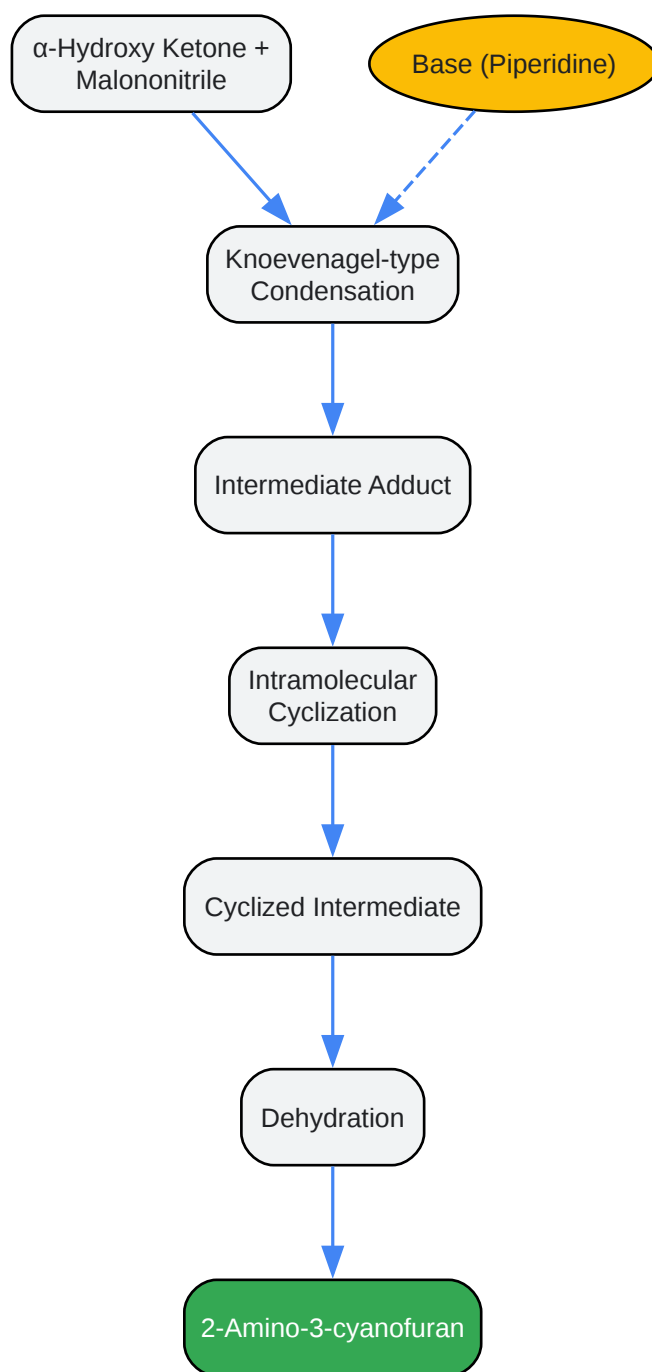 α-Hydroxy Ketone +
Malononitrile
Base (Piperidine)
Knoevenagel-type
Condensation
Intermediate Adduct
Intramolecular
Cyclization
Cyclized Intermediate
Dehydration
2-Amino-3-cyanofuran